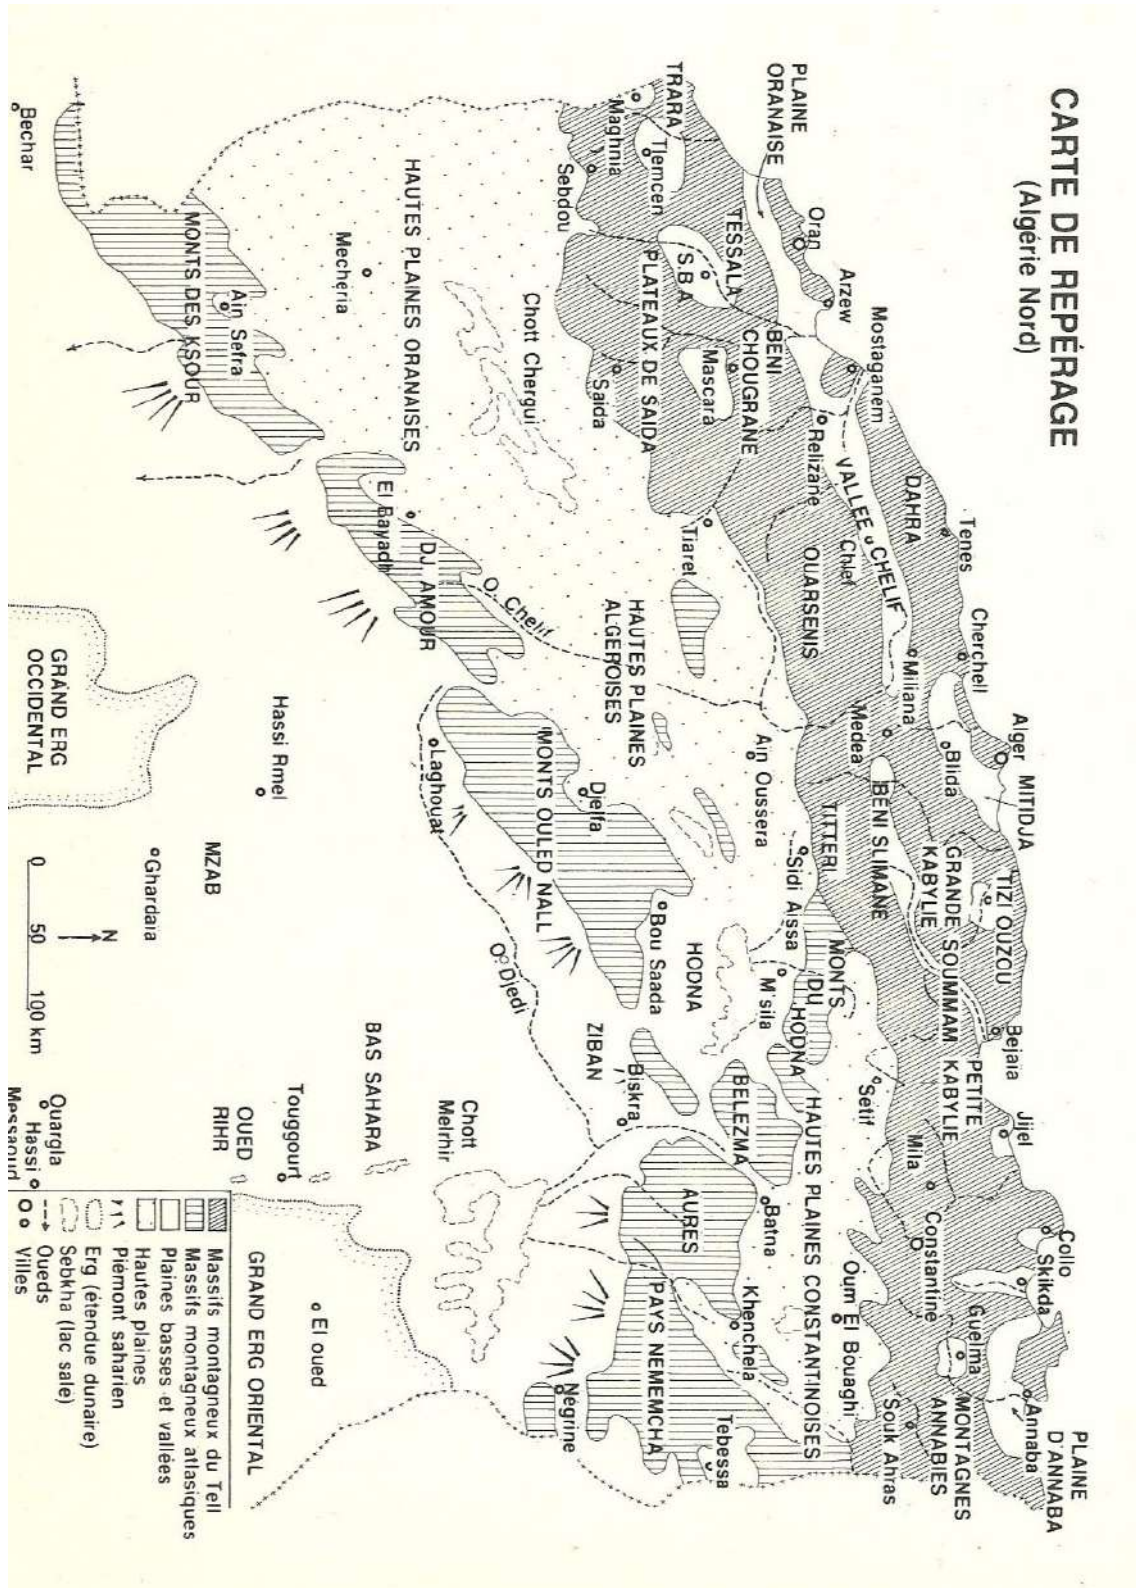 CARTE DE REPÉRAGE
(Algérie Nord)
PLAINE
ORANAISE
TRARA
Maghnia
Tlemcen
Sebdou
Oran
Arzew
Mostaganem
TESSALA
S.B.A
BENI
CHOUGRANE
Mascara
PLATEAUX DE SAIDA
Saida
Relizane
VALLEE CHELIF
Chlef
DAHRA
Tenes
Cherchell
Miliana
OUARSENIS
Tiaret
Alger
MITIDJA
Blida
Medea
BENI SLIMANE
TITTERI
TIZI OUZOU
GRANDE
KABYLIE
SOUMMAM
Bejaia
PETITE
KABYLIE
Jijel
Mila
Constantine
Collo
Skikda
Guelma
Annaba
PLAINE
D'ANNABA
MONTAGNES
ANNABIES
Souk Ahras
Setif
Sidi Aissa
MONTS
DU
HODNA
M'sila
HODNA
Ain Oussera
HAUTES PLAINES
ALGEROISES
O. Chelif
Chott Chergui
HAUTES PLAINES ORANAISES
Mecheria
MONTS DES KSOUR
Ain Sefra
Bechar
El Bayadh
DJ. AMOUR
Laghouat
MONTS OULED NALL
Djelfa
Bou Saada
HAUTES PLAINES CONSTANTINOISES
Oum El Bouaghi
BELEZMA
Batna
Khenchela
AURES
PAYS NEMEMCHA
Tebessa
Négrine
Biskra
ZIBAN
O. Djedi
Chott
Melrhir
BAS SAHARA
Touggourt
OUED
RIHR
El oued
GRAND ERG ORIENTAL
GRAND ERG
OCCIDENTAL
Hassi Rmel
MZAB
Ghardaïa
Ouargla
Hassi
Messaoud
N
0 50 100 km
Massifs montagneux du Tell
Massifs montagneux atlasiques
Plaines basses et vallées
Hautes plaines
Piémont saharien
Erg (étendue dunaire)
Sebkha (lac salé)
Oueds
Villes